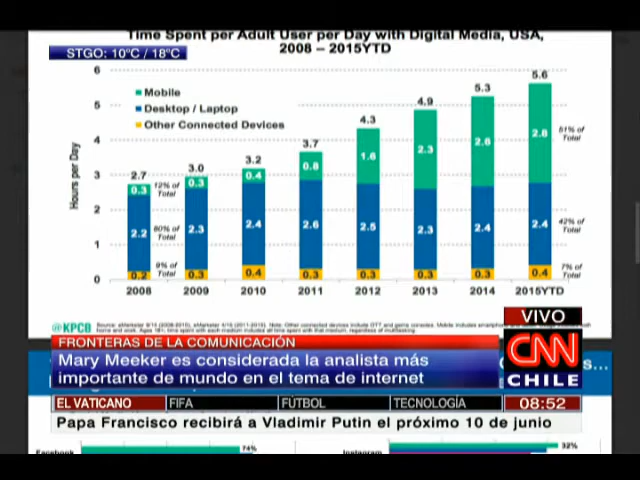 Time Spent per Adult User per Day with Digital Media, USA,
2008 – 2015YTD
STGO: 10°C / 18°C
Hours per Day
6
5
4
3
2
1
0
Mobile
Desktop / Laptop
Other Connected Devices
2.7
3.0
3.2
3.7
4.3
4.9
5.3
5.6
0.3
0.3
0.4
0.8
1.6
2.3
2.6
2.8
2.2
2.3
2.4
2.6
2.5
2.3
2.4
2.4
0.2
0.3
0.4
0.3
0.3
0.3
0.3
0.4
12% of Total
80% of Total
9% of Total
51% of Total
42% of Total
7% of Total
2008
2009
2010
2011
2012
2013
2014
2015YTD
@KPCB
VIVO
CNN
CHILE
FRONTERAS DE LA COMUNICACIÓN
Mary Meeker es considerada la analista más
importante de mundo en el tema de internet
EL VATICANO
FIFA
FÚTBOL
TECNOLOGÍA
08:52
Papa Francisco recibirá a Vladimir Putin el próximo 10 de junio
Facebook
74%
Instagram
32%